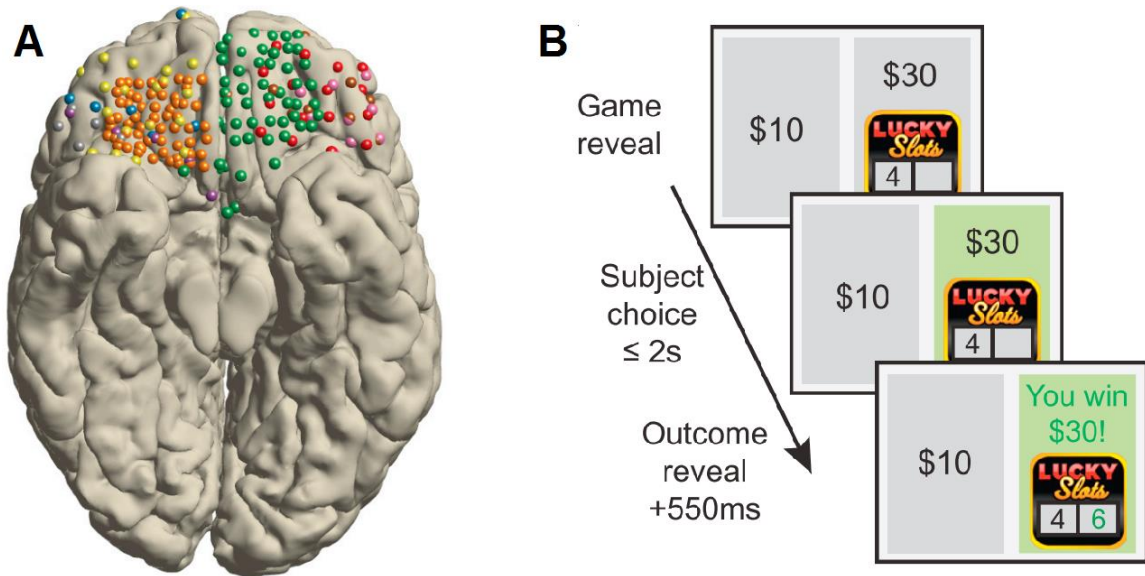 A
B
Game
reveal
$10
$30
LUCKY
Slots
4
Subject
choice
≤ 2s
$10
$30
LUCKY
Slots
4
Outcome
reveal
+550ms
$10
You win
$30!
LUCKY
Slots
4 6